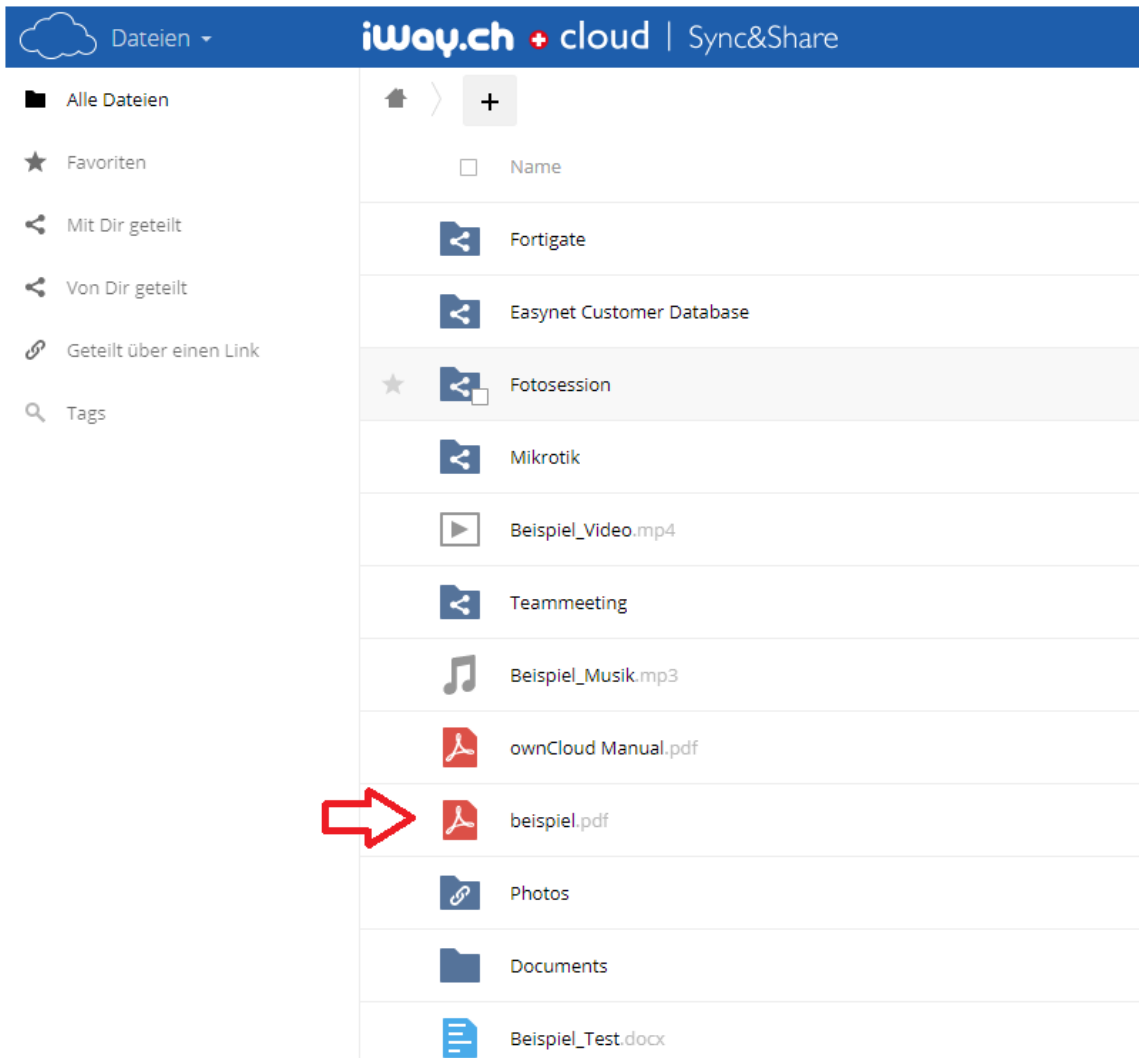 Dateien
iway.ch cloud | Sync&Share
Alle Dateien
Favoriten
Mit Dir geteilt
Von Dir geteilt
Geteilt über einen Link
Tags
+
Name
Fortigate
Easynet Customer Database
Fotosession
Mikrotik
Beispiel_Video.mp4
Teammeeting
Beispiel_Musik.mp3
ownCloud Manual.pdf
beispiel.pdf
Photos
Documents
Beispiel_Test.docx